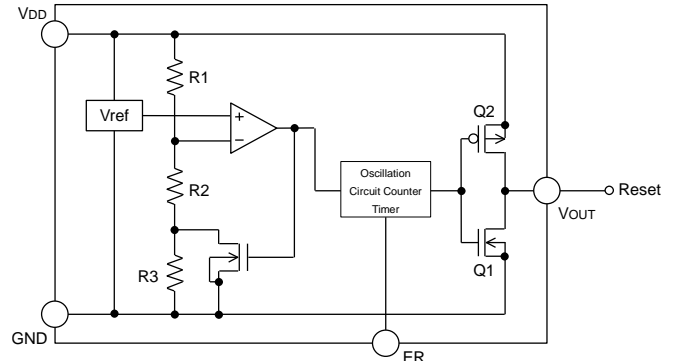 VDD
R1
Q2
Vref
+
−
Oscillation
Circuit Counter
Timer
Reset
R2
VOUT
R3
Q1
GND
ER